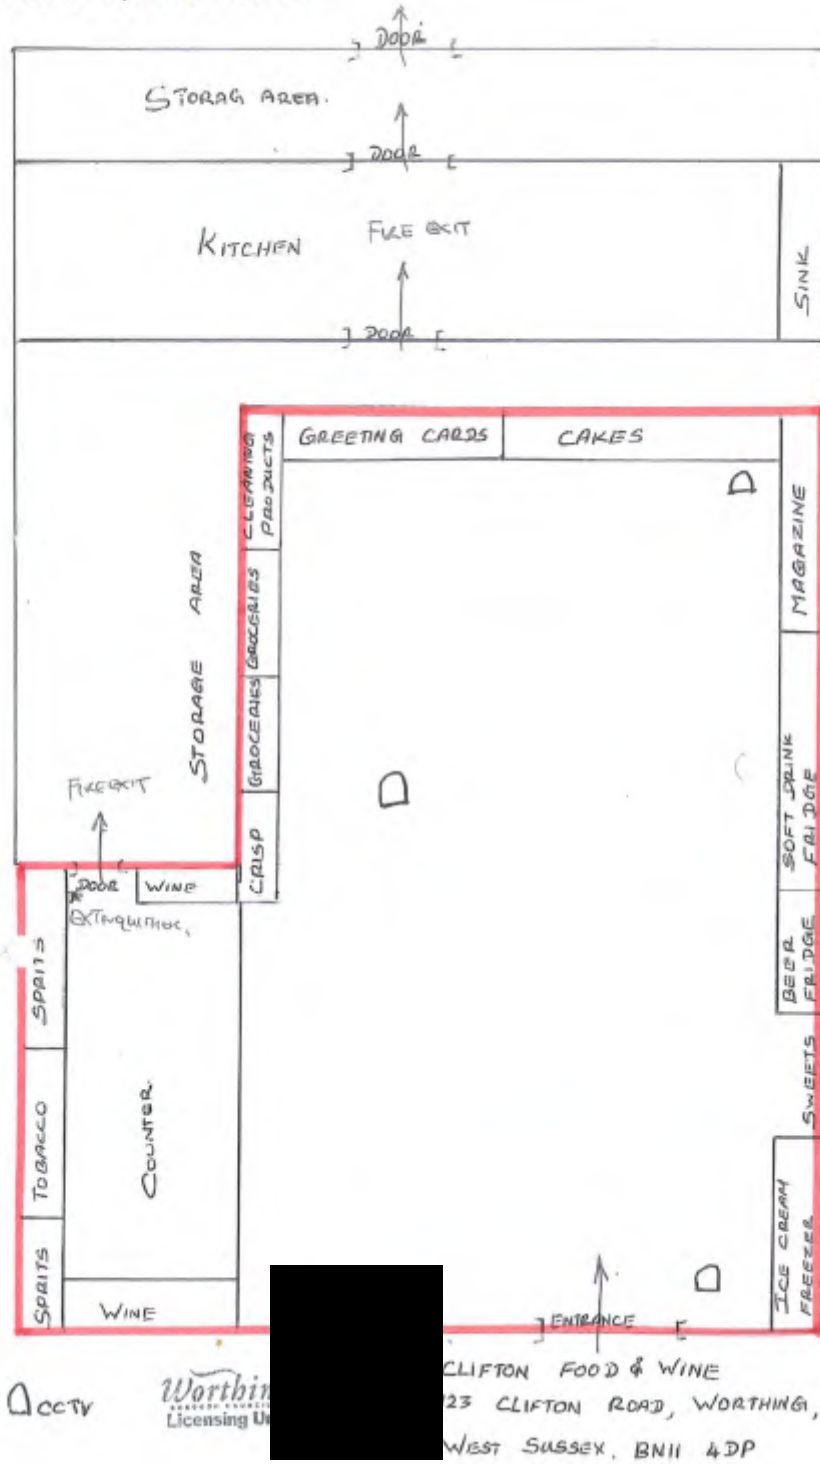 DOOR
STORAG AREA.
DOOR
KITCHEN
FIRE EXIT
SINK
DOOR
GREETING CARDS
CAKES
CLEANING
PRODUCTS
MAGAZINE
GROCERIES
STORAGE AREA
GROCERIES
SOFT DRINK
FRIDGE
FIRE EXIT
CRISP
DOOR
WINE
SPRITS
BEER
FRIDGE
SWEETS
TOBACCO
COUNTER.
ICE CREAM
FREEZER
SPRITS
WINE
ENTRANCE
CCTV
Licensing
CLIFTON FOOD & WINE
23 CLIFTON ROAD, WORTHING,
WEST SUSSEX. BN11 4DP